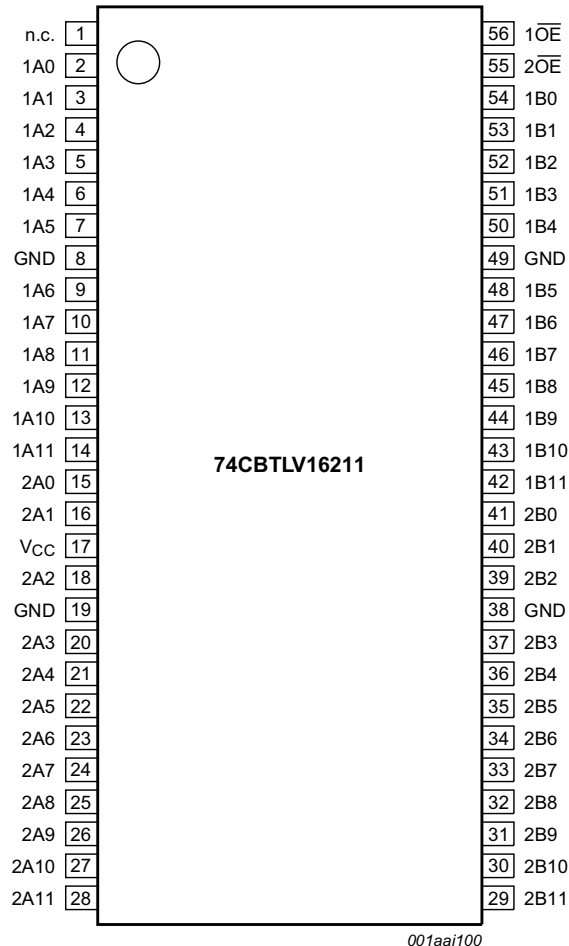 n.c. 1 56 1O̅E̅
1A0 2 55 2O̅E̅
1A1 3 54 1B0
1A2 4 53 1B1
1A3 5 52 1B2
1A4 6 51 1B3
1A5 7 50 1B4
GND 8 49 GND
1A6 9 48 1B5
1A7 10 47 1B6
1A8 11 46 1B7
1A9 12 45 1B8
1A10 13 44 1B9
1A11 14 43 1B10
74CBTLV16211
2A0 15 42 1B11
2A1 16 41 2B0
VCC 17 40 2B1
2A2 18 39 2B2
GND 19 38 GND
2A3 20 37 2B3
2A4 21 36 2B4
2A5 22 35 2B5
2A6 23 34 2B6
2A7 24 33 2B7
2A8 25 32 2B8
2A9 26 31 2B9
2A10 27 30 2B10
2A11 28 29 2B11
001aaj100